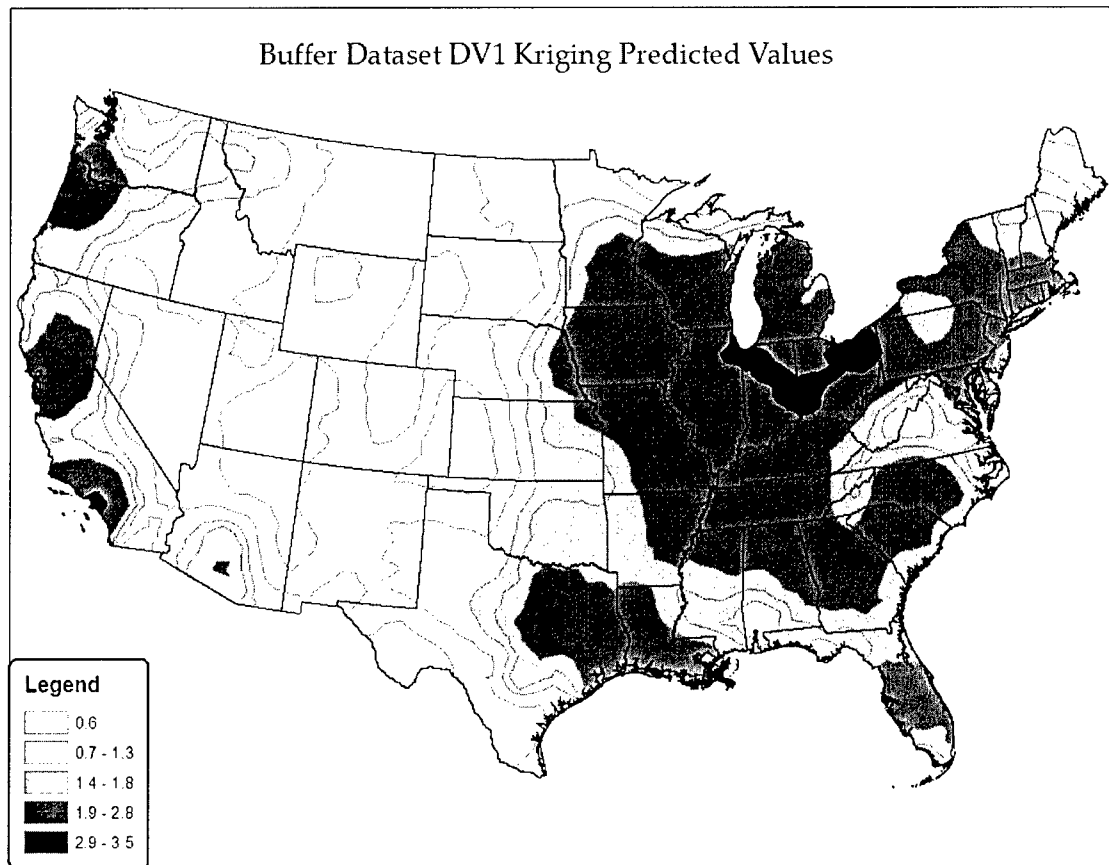 Buffer Dataset DV1 Kriging Predicted Values
Legend
0.6
0.7 - 1.3
1 4 - 1.8
1.9 - 2.8
2.9 - 3 5